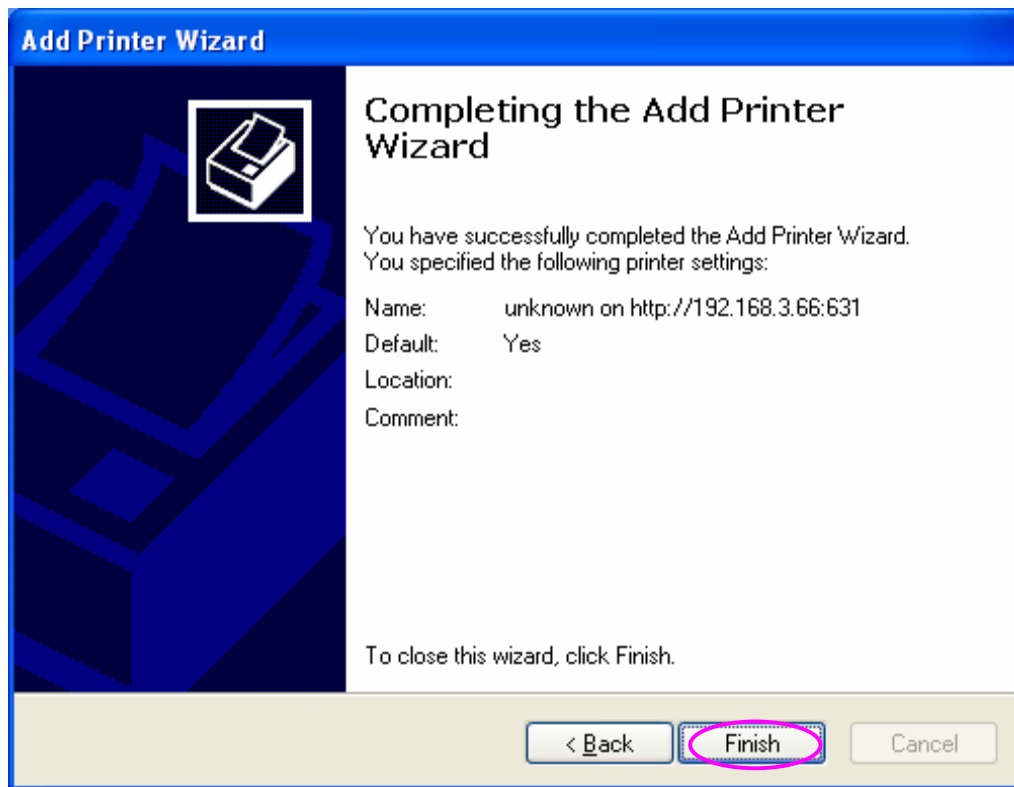 Add Printer Wizard
Completing the Add Printer
Wizard
You have successfully completed the Add Printer Wizard.
You specified the following printer settings:
Name: unknown on http://192.168.3.66:631
Default: Yes
Location:
Comment:
To close this wizard, click Finish.
< Back Finish Cancel